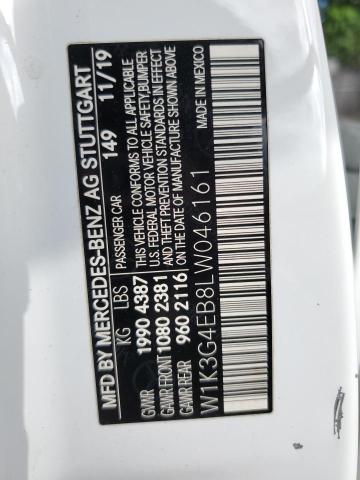 MFD BY MERCEDES-BENZ AG STUTTGART
KG LBS PASSENGER CAR 149 11/19
GVWR 1990 4387 THIS VEHICLE CONFORMS TO ALL APPLICABLE
U.S. FEDERAL MOTOR VEHICLE SAFETY,BUMPER
GAWR FRONT 1080 2381 AND THEFT PREVENTION STANDARDS IN EFFECT
GAWR REAR 960 2116 ON THE DATE OF MANUFACTURE SHOWN ABOVE
MADE IN MEXICO
W1K3G4EB8LW046161